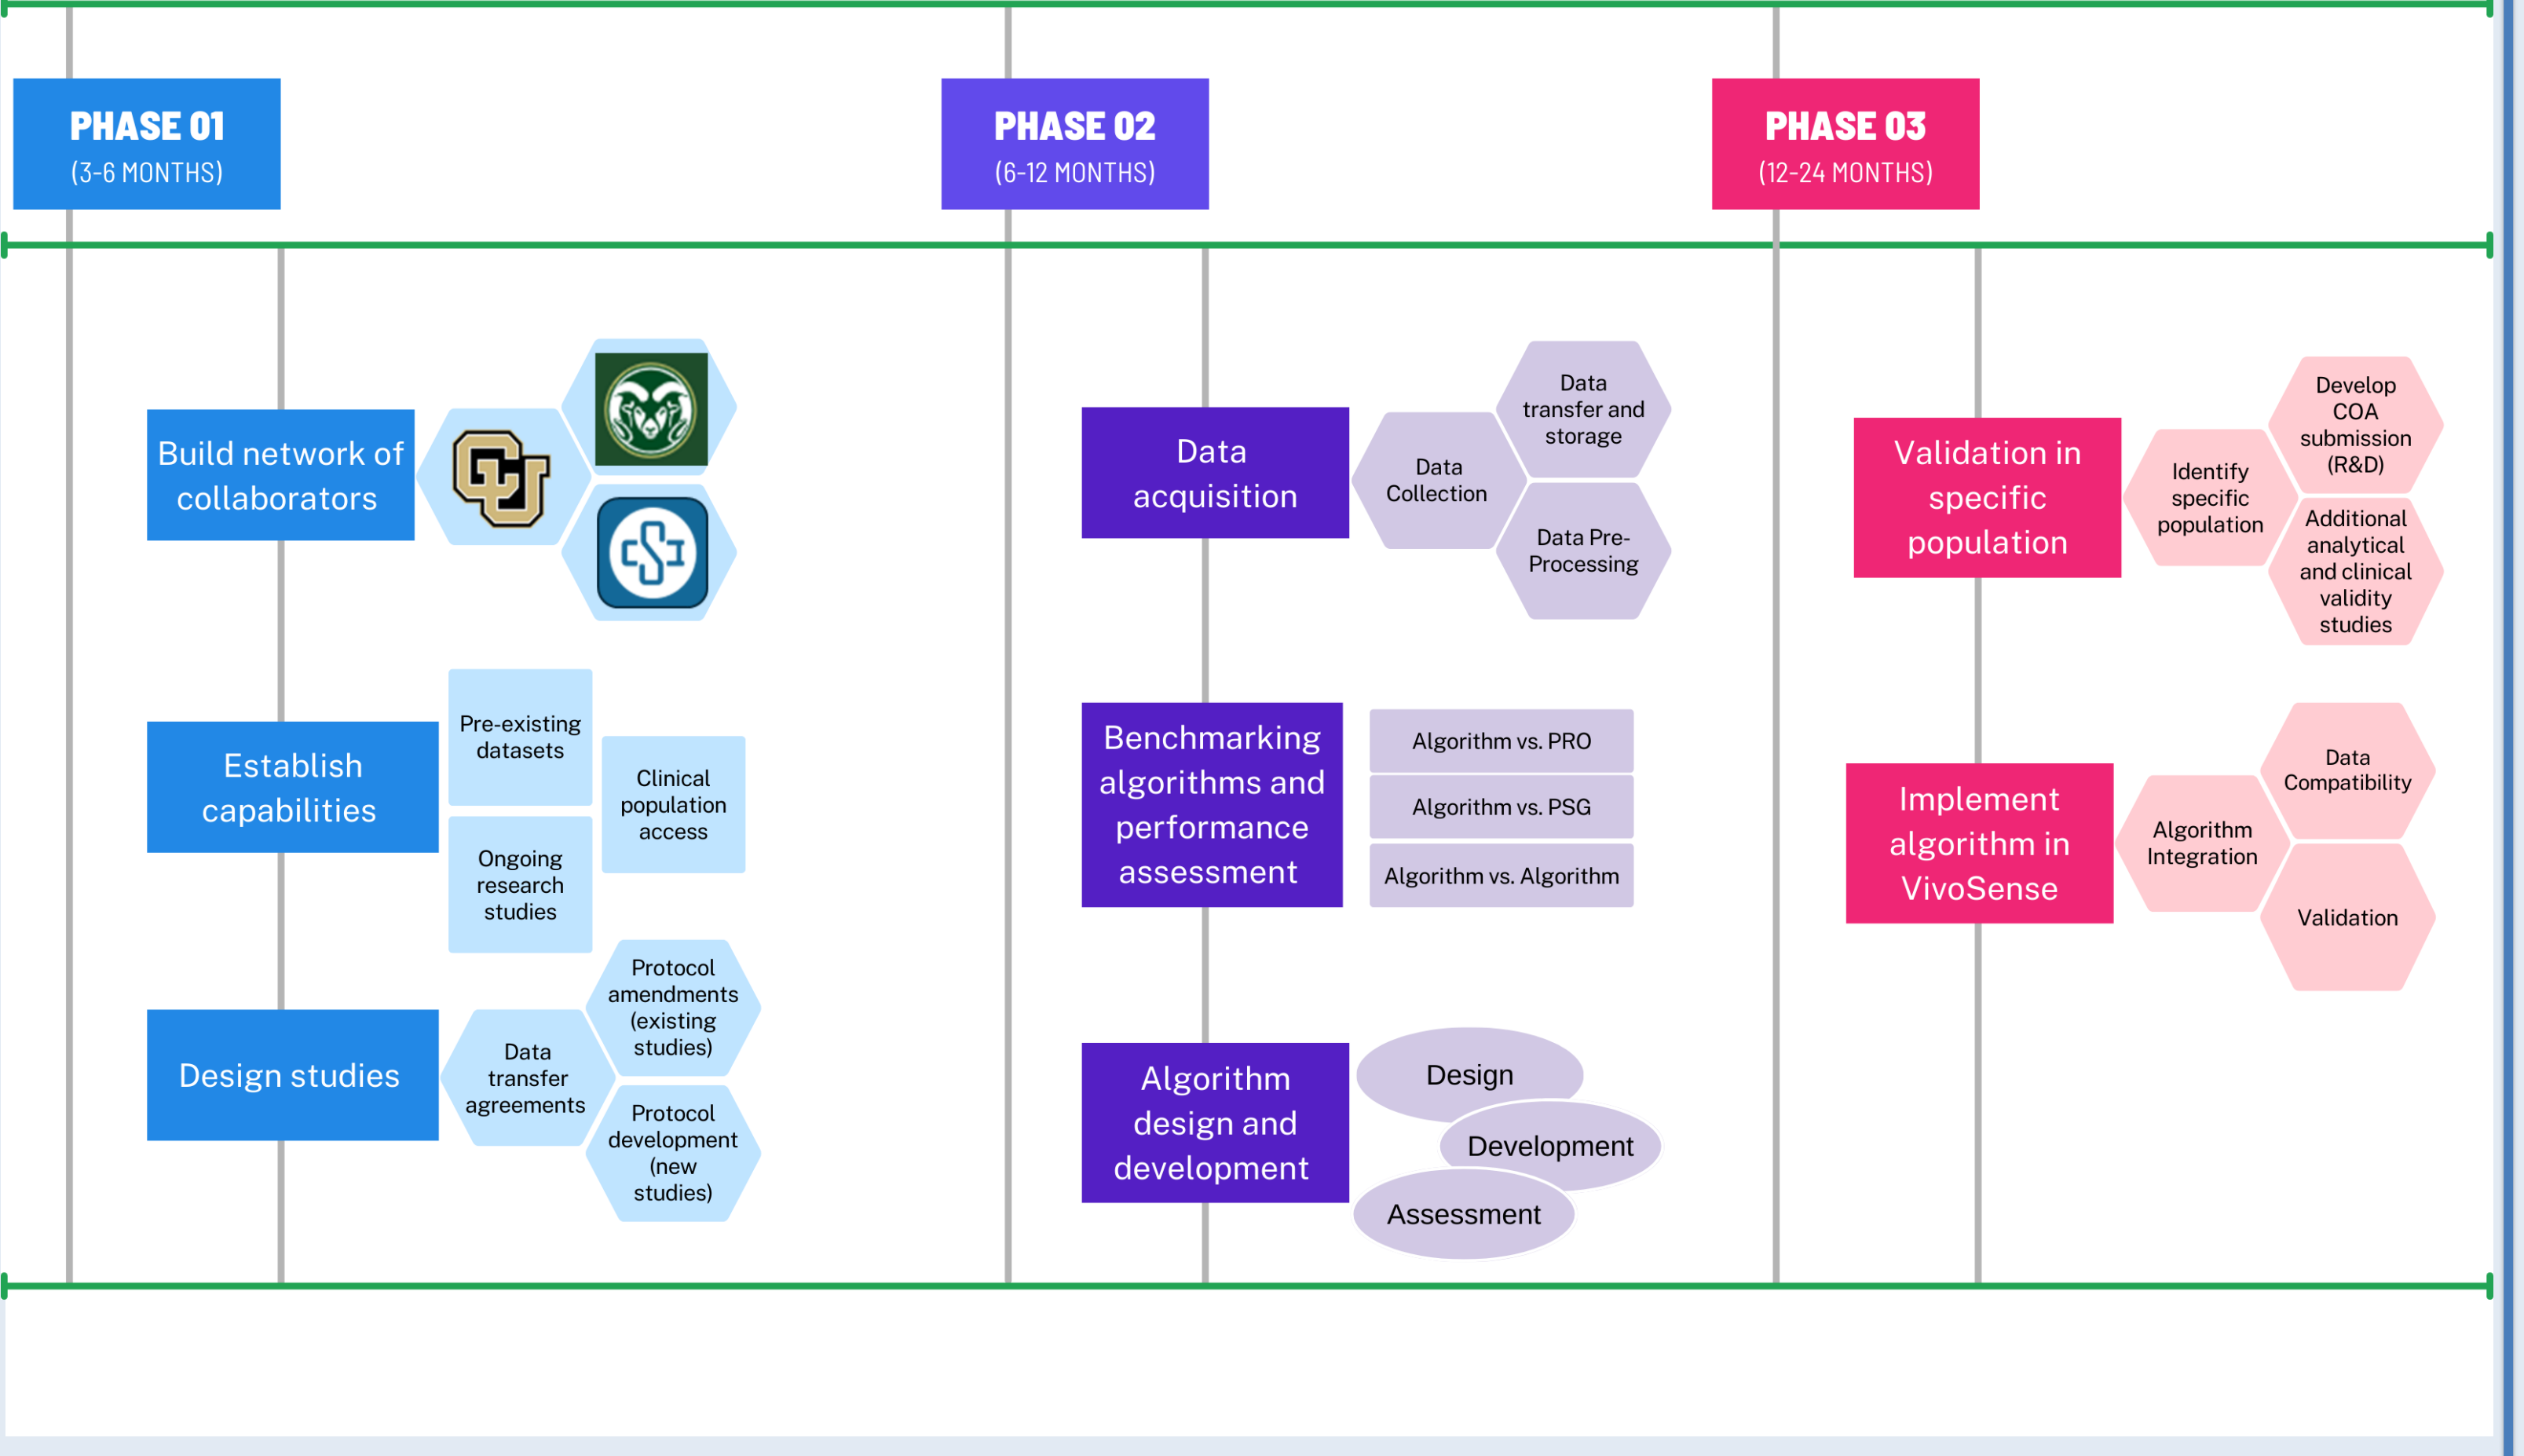 PHASE 01
(3-6 MONTHS)
PHASE 02
(6-12 MONTHS)
PHASE 03
(12-24 MONTHS)
Build network of
collaborators
CU
CSI
Establish
capabilities
Pre-existing
datasets
Clinical
population
access
Ongoing
research
studies
Design studies
Data
transfer
agreements
Protocol
amendments
(existing
studies)
Protocol
development
(new
studies)
Data
acquisition
Data
Collection
Data
transfer and
storage
Data Pre-
Processing
Benchmarking
algorithms and
performance
assessment
Algorithm vs. PRO
Algorithm vs. PSG
Algorithm vs. Algorithm
Algorithm
design and
development
Design
Development
Assessment
Validation in
specific
population
Identify
specific
population
Develop
COA
submission
(R&D)
Additional
analytical
and clinical
validity
studies
Implement
algorithm in
VivoSense
Algorithm
Integration
Data
Compatibility
Validation